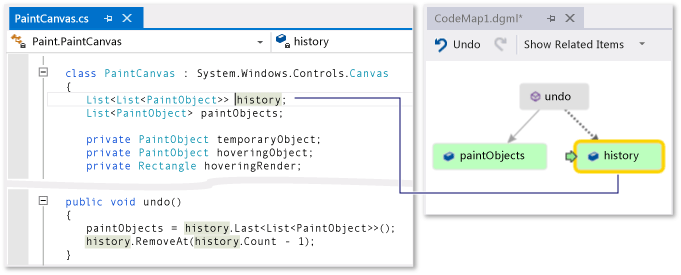 PaintCanvas.cs
Paint.PaintCanvas
history
class PaintCanvas : System.Windows.Controls.Canvas
{
List<List<PaintObject>> history;
List<PaintObject> paintObjects;
private PaintObject temporaryObject;
private PaintObject hoveringObject;
private Rectangle hoveringRender;
public void undo()
{
paintObjects = history.Last<List<PaintObject>>();
history.RemoveAt(history.Count - 1);
}
CodeMap1.dgml*
Undo
Show Related Items
undo
paintObjects
history